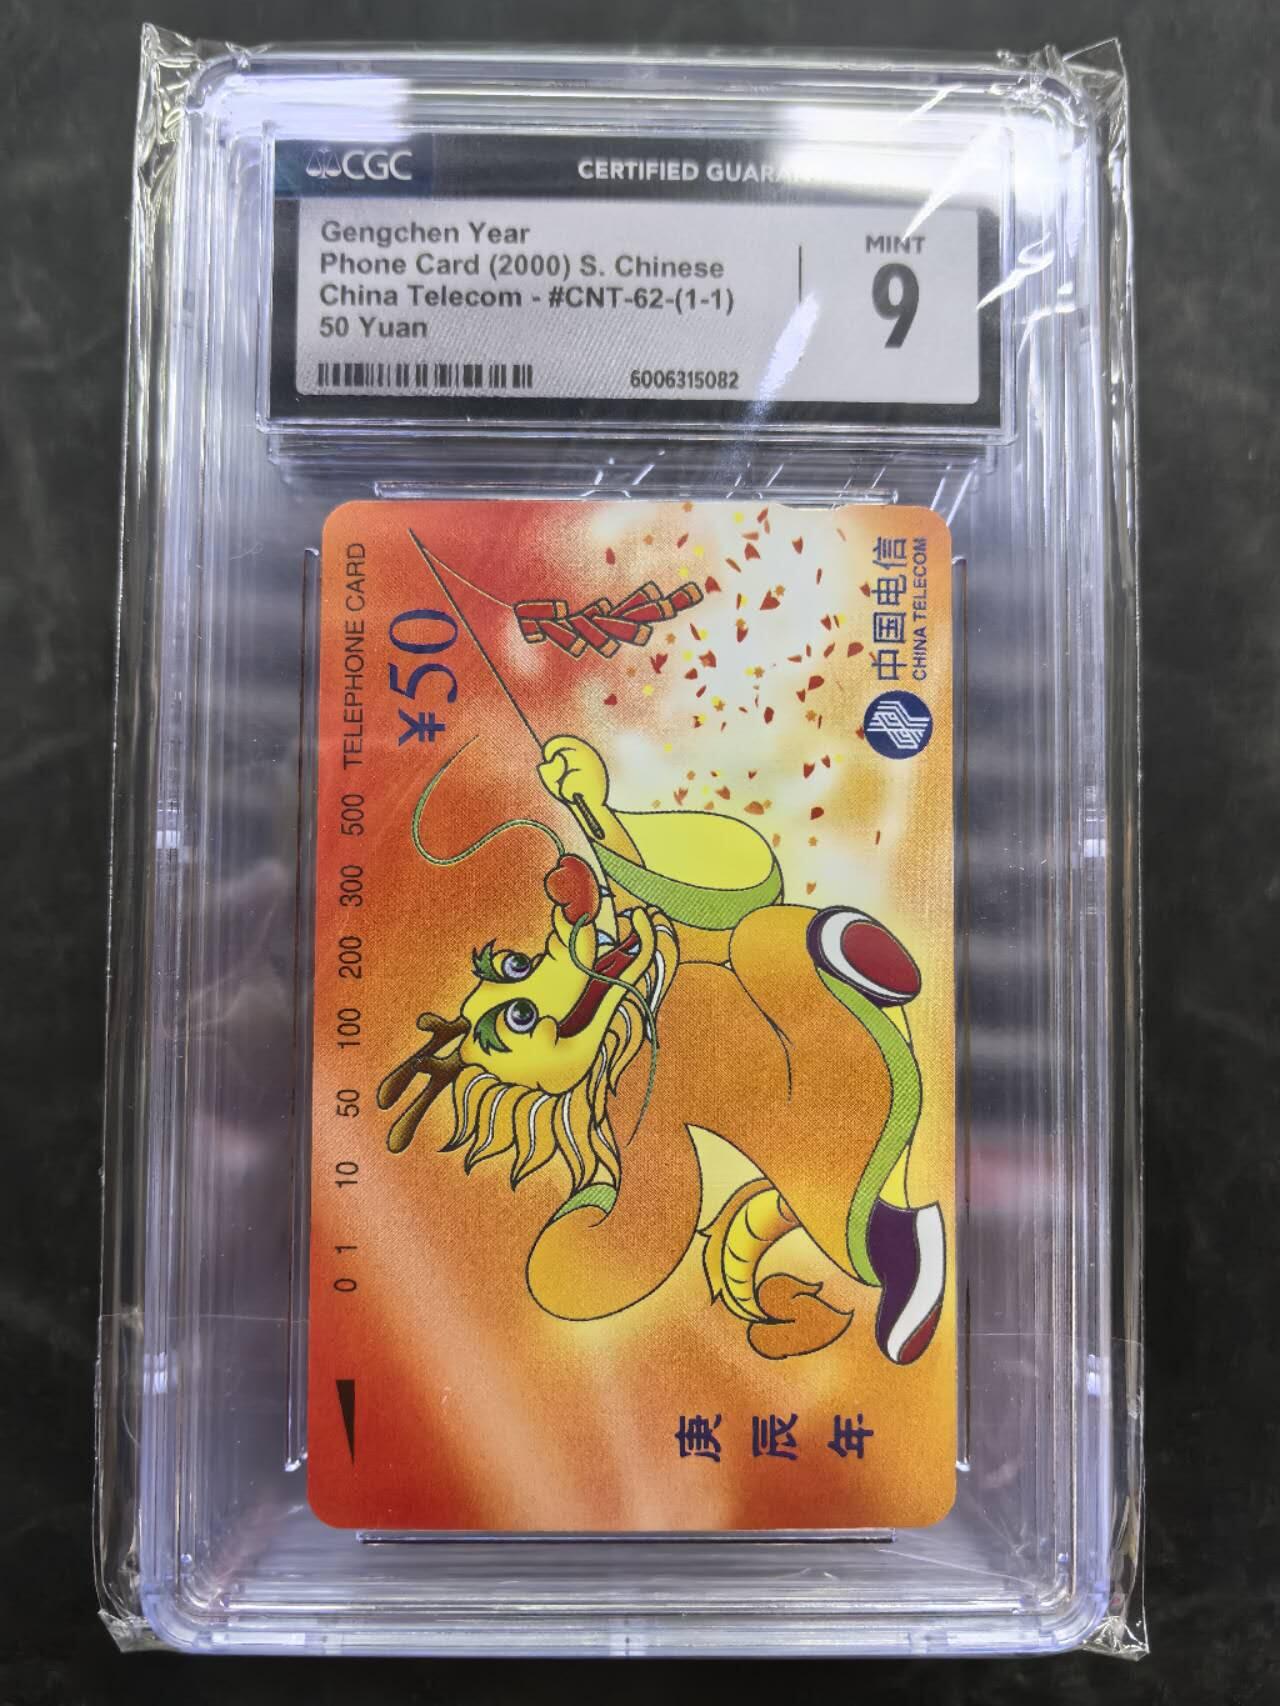 CGC
CERTIFIED GUARAN
Gengchen Year
Phone Card (2000) S. Chinese
China Telecom - #CNT-62-(1-1)
50 Yuan
MINT
9
6006315082
中国电信
CHINA TELECOM
¥50
0 1 10 50 100 200 300 500 TELEPHONE CARD
庚辰年